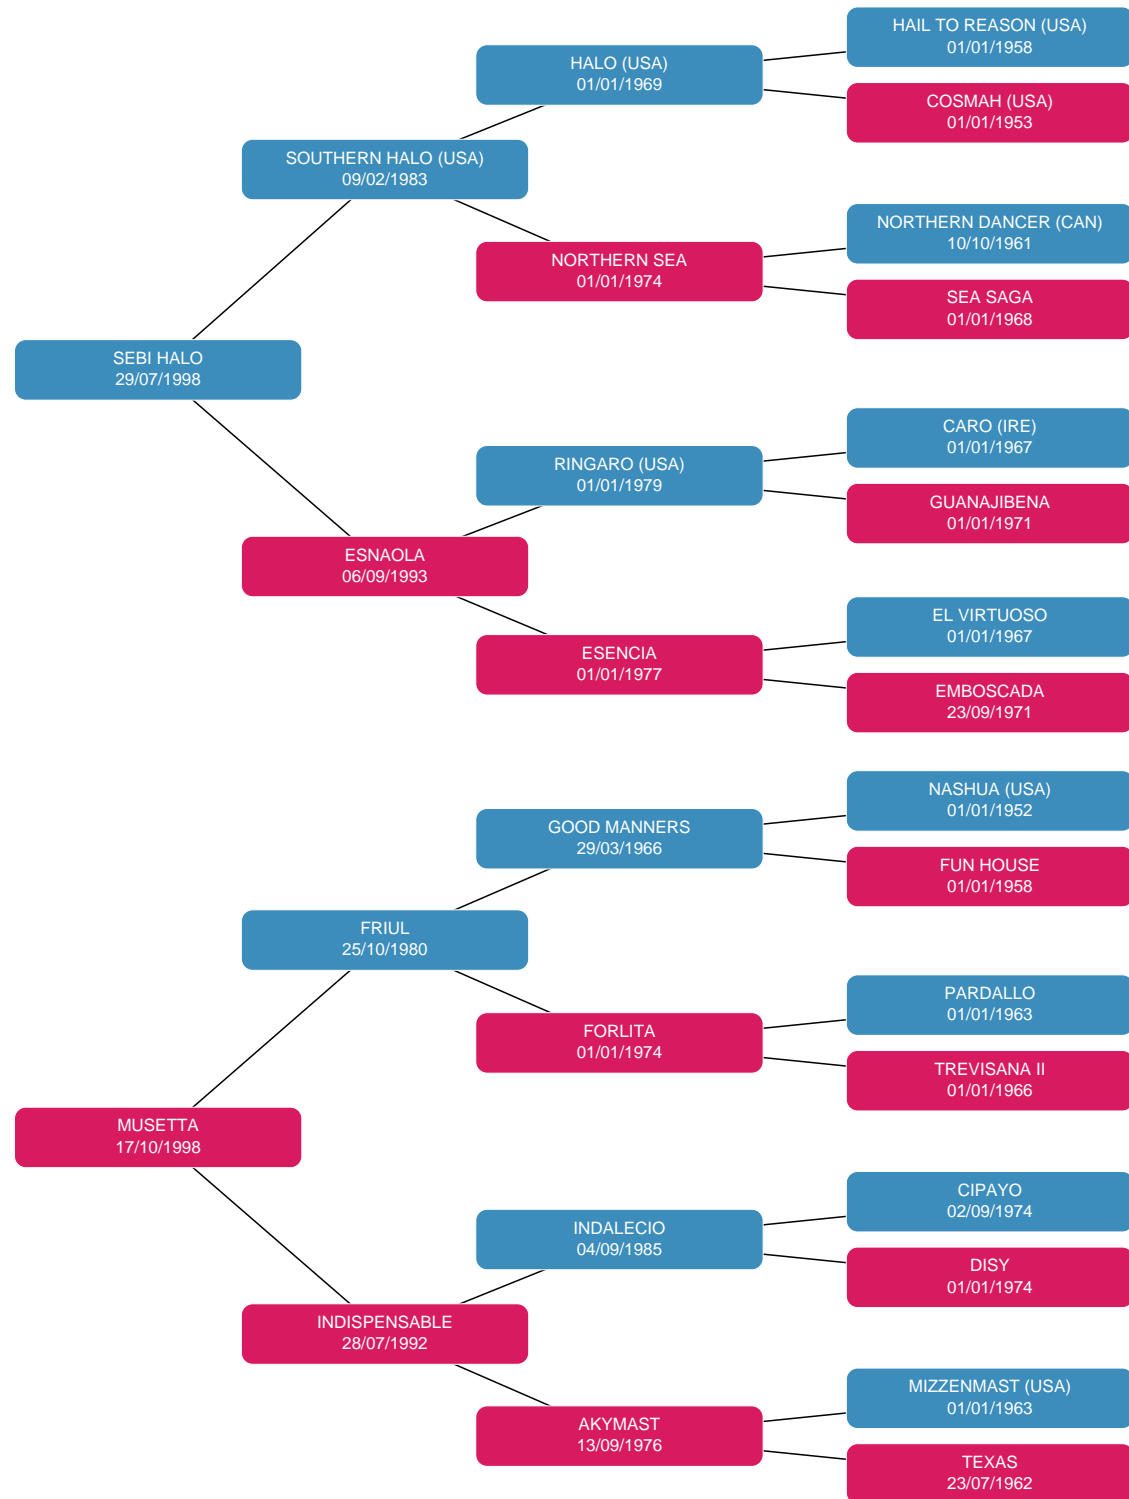 HAIL TO REASON (USA)
01/01/1958
HALO (USA)
01/01/1969
COSMAH (USA)
01/01/1953
SOUTHERN HALO (USA)
09/02/1983
NORTHERN DANCER (CAN)
10/10/1961
NORTHERN SEA
01/01/1974
SEA SAGA
01/01/1968
SEBI HALO
29/07/1998
CARO (IRE)
01/01/1967
RINGARO (USA)
01/01/1979
GUANAJIBENA
01/01/1971
ESNAOLA
06/09/1993
EL VIRTUOSO
01/01/1967
ESENCIA
01/01/1977
EMBOSCADA
23/09/1971
NASHUA (USA)
01/01/1952
GOOD MANNERS
29/03/1966
FUN HOUSE
01/01/1958
FRIUL
25/10/1980
PARDALLO
01/01/1963
FORLITA
01/01/1974
TREVISANA II
01/01/1966
MUSETTA
17/10/1998
CIPAYO
02/09/1974
INDALECIO
04/09/1985
DISY
01/01/1974
INDISPENSABLE
28/07/1992
MIZZENMAST (USA)
01/01/1963
AKYMAST
13/09/1976
TEXAS
23/07/1962